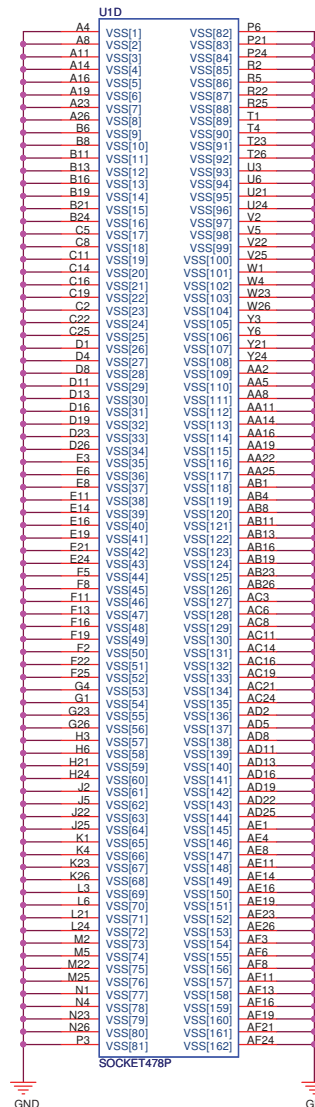 U1D
A4 VSS[1] VSS[82] P6
A8 VSS[2] VSS[83] P21
A11 VSS[3] VSS[84] P24
A14 VSS[4] VSS[85] R2
A16 VSS[5] VSS[86] R5
A19 VSS[6] VSS[87] R22
A23 VSS[7] VSS[88] R25
A26 VSS[8] VSS[89] T1
B6 VSS[9] VSS[90] T4
B8 VSS[10] VSS[91] T23
B11 VSS[11] VSS[92] T26
B13 VSS[12] VSS[93] U3
B16 VSS[13] VSS[94] U6
B19 VSS[14] VSS[95] U21
B21 VSS[15] VSS[96] U24
B24 VSS[16] VSS[97] V2
C5 VSS[17] VSS[98] V5
C8 VSS[18] VSS[99] V22
C11 VSS[19] VSS[100] V25
C14 VSS[20] VSS[101] W1
C16 VSS[21] VSS[102] W4
C19 VSS[22] VSS[103] W23
C2 VSS[23] VSS[104] W26
C22 VSS[24] VSS[105] Y3
C25 VSS[25] VSS[106] Y6
D1 VSS[26] VSS[107] Y21
D4 VSS[27] VSS[108] Y24
D8 VSS[28] VSS[109] AA2
D11 VSS[29] VSS[110] AA5
D13 VSS[30] VSS[111] AA8
D16 VSS[31] VSS[112] AA11
D19 VSS[32] VSS[113] AA14
D23 VSS[33] VSS[114] AA16
D26 VSS[34] VSS[115] AA19
E3 VSS[35] VSS[116] AA22
E6 VSS[36] VSS[117] AA25
E8 VSS[37] VSS[118] AB1
E11 VSS[38] VSS[119] AB4
E14 VSS[39] VSS[120] AB8
E16 VSS[40] VSS[121] AB11
E19 VSS[41] VSS[122] AB13
E21 VSS[42] VSS[123] AB16
E24 VSS[43] VSS[124] AB19
F5 VSS[44] VSS[125] AB23
F8 VSS[45] VSS[126] AB26
F11 VSS[46] VSS[127] AC3
F13 VSS[47] VSS[128] AC6
F16 VSS[48] VSS[129] AC8
F19 VSS[49] VSS[130] AC11
F2 VSS[50] VSS[131] AC14
F22 VSS[51] VSS[132] AC16
F25 VSS[52] VSS[133] AC19
G4 VSS[53] VSS[134] AC21
G1 VSS[54] VSS[135] AC24
G23 VSS[55] VSS[136] AD2
G26 VSS[56] VSS[137] AD5
H3 VSS[57] VSS[138] AD8
H6 VSS[58] VSS[139] AD11
H21 VSS[59] VSS[140] AD13
H24 VSS[60] VSS[141] AD16
J2 VSS[61] VSS[142] AD19
J5 VSS[62] VSS[143] AD22
J22 VSS[63] VSS[144] AD25
J25 VSS[64] VSS[145] AE1
K1 VSS[65] VSS[146] AE4
K4 VSS[66] VSS[147] AE8
K23 VSS[67] VSS[148] AE11
K26 VSS[68] VSS[149] AE14
L3 VSS[69] VSS[150] AE16
L6 VSS[70] VSS[151] AE19
L21 VSS[71] VSS[152] AE23
L24 VSS[72] VSS[153] AE26
M2 VSS[73] VSS[154] AF3
M5 VSS[74] VSS[155] AF6
M22 VSS[75] VSS[156] AF8
M25 VSS[76] VSS[157] AF11
N1 VSS[77] VSS[158] AF13
N4 VSS[78] VSS[159] AF16
N23 VSS[79] VSS[160] AF19
N26 VSS[80] VSS[161] AF21
P3 VSS[81] VSS[162] AF24
SOCKET478P
GND G